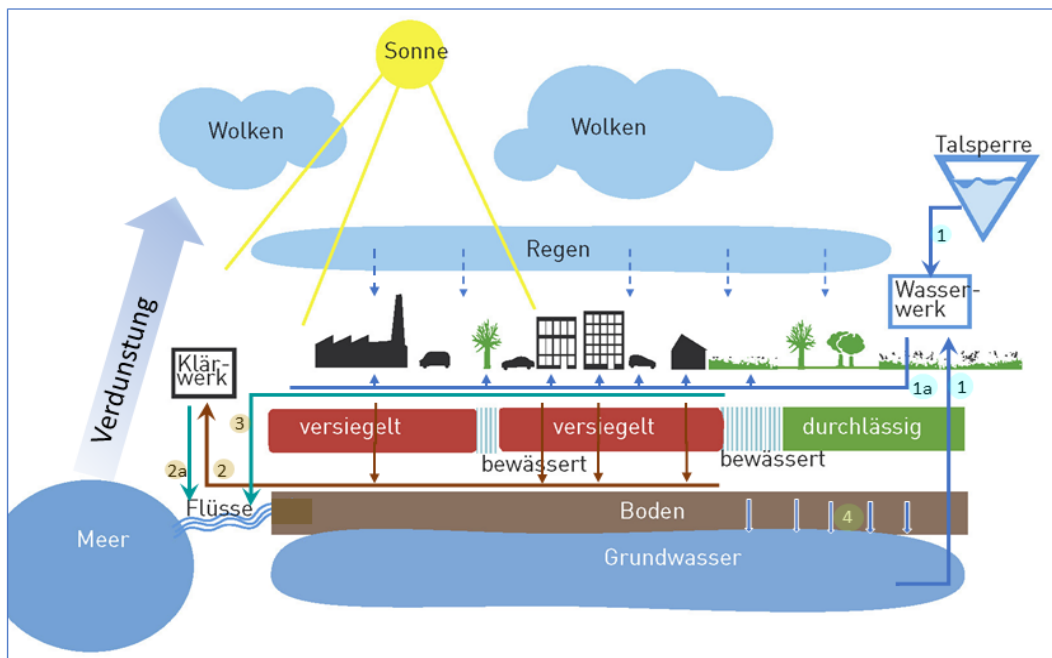 Sonne
Wolken
Wolken
Talsperre
1
Regen
Wasser-
werk
Verdunstung
Klär-
werk
1a
1
3
versiegelt
versiegelt
durchlässig
bewässert
bewässert
2a
2
Flüsse
Boden
4
Meer
Grundwasser